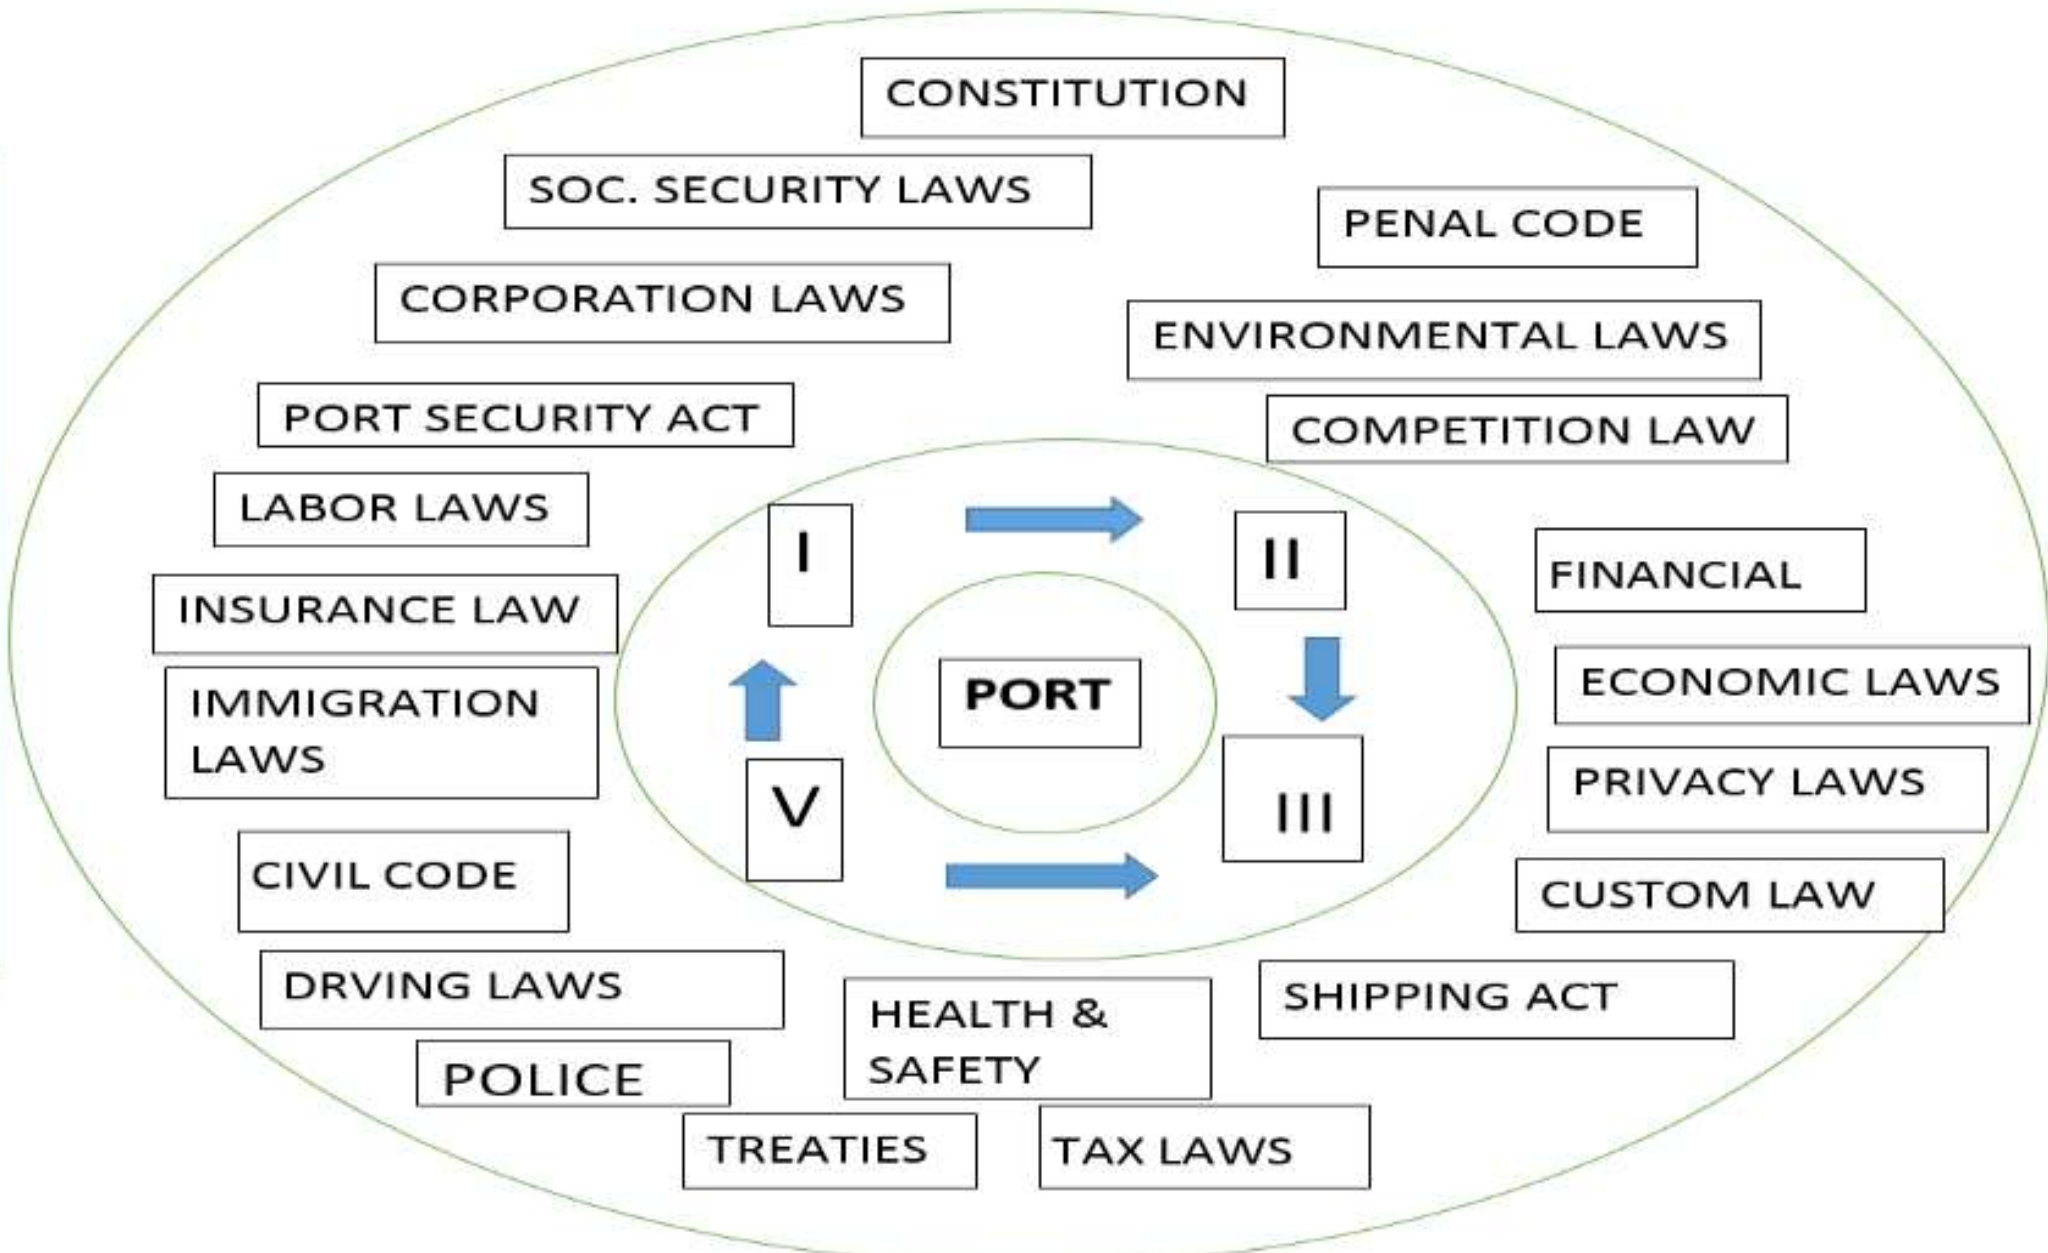 CONSTITUTION
SOC. SECURITY LAWS
PENAL CODE
CORPORATION LAWS
ENVIRONMENTAL LAWS
PORT SECURITY ACT
COMPETITION LAW
LABOR LAWS
I
II
FINANCIAL
INSURANCE LAW
ECONOMIC LAWS
IMMIGRATION
LAWS
PORT
PRIVACY LAWS
V
III
CIVIL CODE
CUSTOM LAW
DRVING LAWS
HEALTH &
SAFETY
SHIPPING ACT
POLICE
TREATIES
TAX LAWS